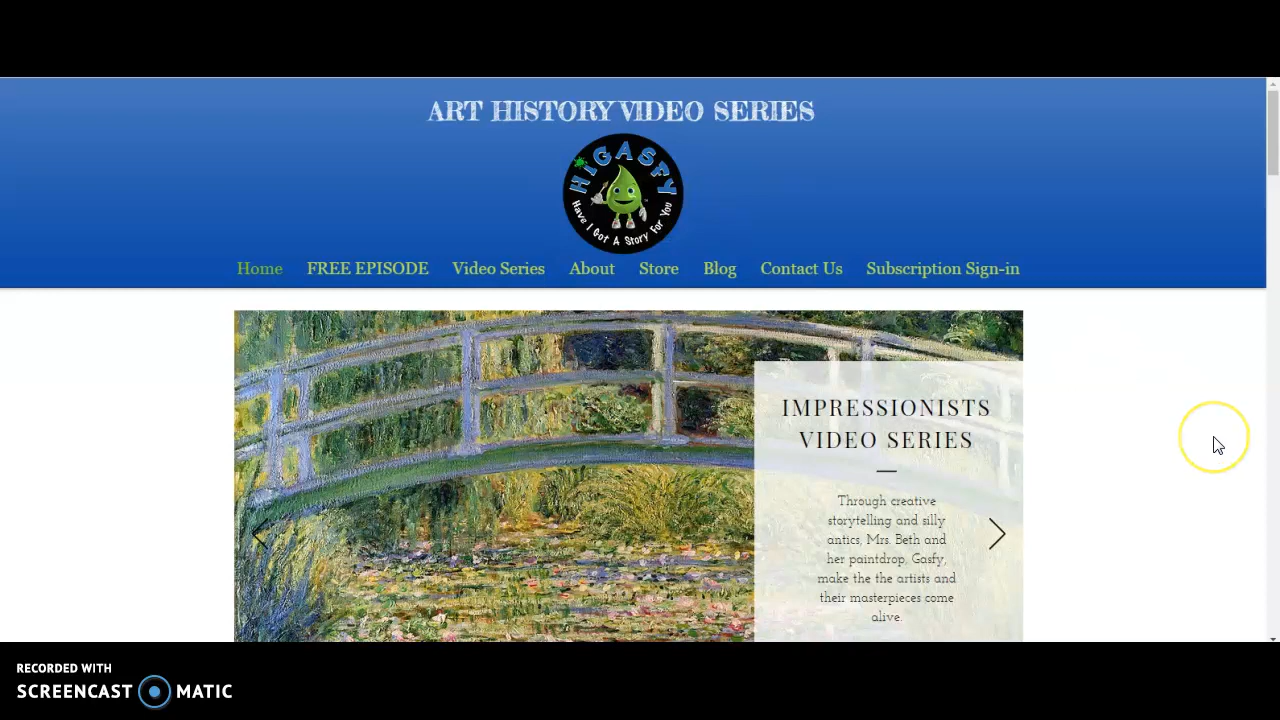 ART HISTORY VIDEO SERIES
HIGASFY
Have I Got A Story For You
Home FREE EPISODE Video Series About Store Blog Contact Us Subscription Sign-in
IMPRESSIONISTS
VIDEO SERIES
Through creative
storytelling and silly
antics, Mrs. Beth and
her paintdrop, Gasfy,
make the the artists and
their masterpieces come
alive.
RECORDED WITH
SCREENCAST MATIC